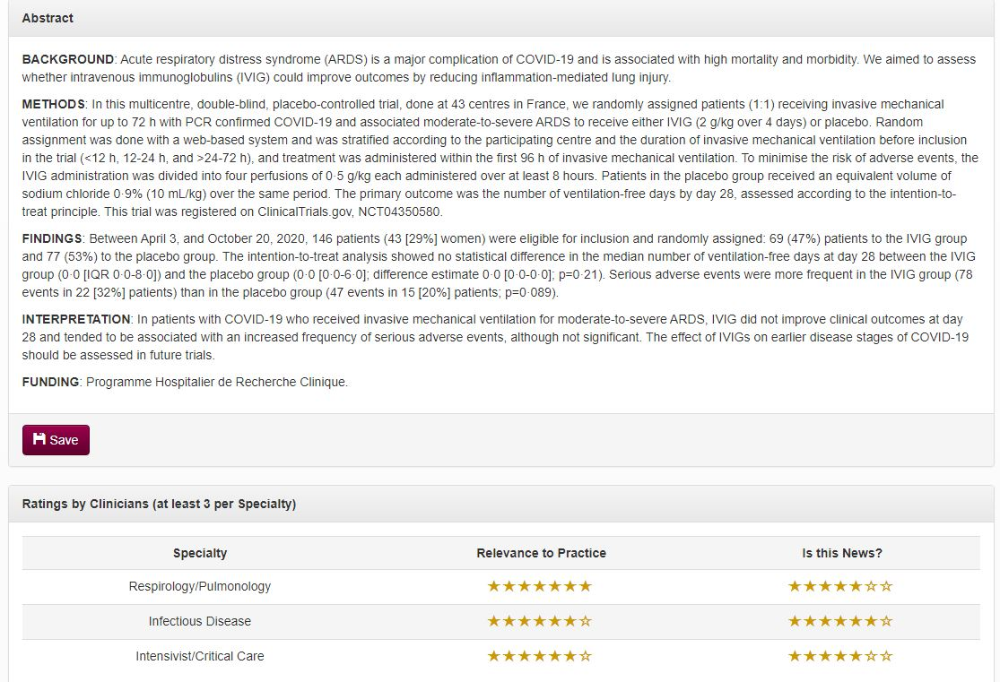 Abstract
BACKGROUND: Acute respiratory distress syndrome (ARDS) is a major complication of COVID-19 and is associated with high mortality and morbidity. We aimed to assess
whether intravenous immunoglobulins (IVIG) could improve outcomes by reducing inflammation-mediated lung injury.
METHODS: In this multicentre, double-blind, placebo-controlled trial, done at 43 centres in France, we randomly assigned patients (1:1) receiving invasive mechanical
ventilation for up to 72 h with PCR confirmed COVID-19 and associated moderate-to-severe ARDS to receive either IVIG (2 g/kg over 4 days) or placebo. Random
assignment was done with a web-based system and was stratified according to the participating centre and the duration of invasive mechanical ventilation before inclusion
in the trial (<12 h, 12-24 h, and >24-72 h), and treatment was administered within the first 96 h of invasive mechanical ventilation. To minimise the risk of adverse events, the
IVIG administration was divided into four perfusions of 0·5 g/kg each administered over at least 8 hours. Patients in the placebo group received an equivalent volume of
sodium chloride 0·9% (10 mL/kg) over the same period. The primary outcome was the number of ventilation-free days by day 28, assessed according to the intention-to-
treat principle. This trial was registered on ClinicalTrials.gov, NCT04350580.
FINDINGS: Between April 3, and October 20, 2020, 146 patients (43 [29%] women) were eligible for inclusion and randomly assigned: 69 (47%) patients to the IVIG group
and 77 (53%) to the placebo group. The intention-to-treat analysis showed no statistical difference in the median number of ventilation-free days at day 28 between the IVIG
group (0·0 [IQR 0·0-8·0]) and the placebo group (0·0 [0·0-6·0]; difference estimate 0·0 [0·0-0·0]; p=0·21). Serious adverse events were more frequent in the IVIG group (78
events in 22 [32%] patients) than in the placebo group (47 events in 15 [20%] patients; p=0·089).
INTERPRETATION: In patients with COVID-19 who received invasive mechanical ventilation for moderate-to-severe ARDS, IVIG did not improve clinical outcomes at day
28 and tended to be associated with an increased frequency of serious adverse events, although not significant. The effect of IVIGs on earlier disease stages of COVID-19
should be assessed in future trials.
FUNDING: Programme Hospitalier de Recherche Clinique.
Save
Ratings by Clinicians (at least 3 per Specialty)
Specialty Relevance to Practice Is this News?
Respirology/Pulmonology ★★★★★★★ ★★★★★☆☆
Infectious Disease ★★★★★★☆ ★★★★★★☆
Intensivist/Critical Care ★★★★★★☆ ★★★★★☆☆